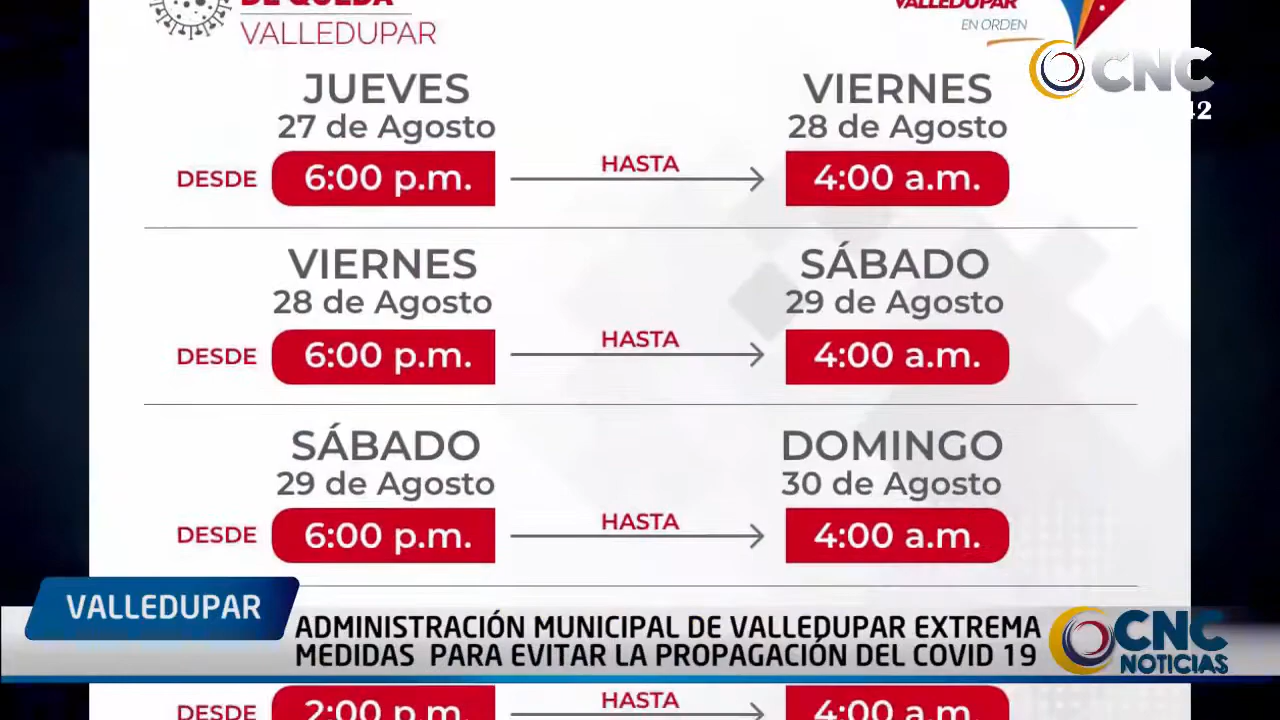 DE QUEDA
VALLEDUPAR
VALLEDUPAR
EN ORDEN
CNC
42
JUEVES
27 de Agosto
VIERNES
28 de Agosto
DESDE 6:00 p.m. HASTA 4:00 a.m.
VIERNES
28 de Agosto
SÁBADO
29 de Agosto
DESDE 6:00 p.m. HASTA 4:00 a.m.
SÁBADO
29 de Agosto
DOMINGO
30 de Agosto
DESDE 6:00 p.m. HASTA 4:00 a.m.
VALLEDUPAR
ADMINISTRACIÓN MUNICIPAL DE VALLEDUPAR EXTREMA
MEDIDAS PARA EVITAR LA PROPAGACIÓN DEL COVID 19
CNC
NOTICIAS
DESDE 2:00 p.m. HASTA 4:00 a.m.